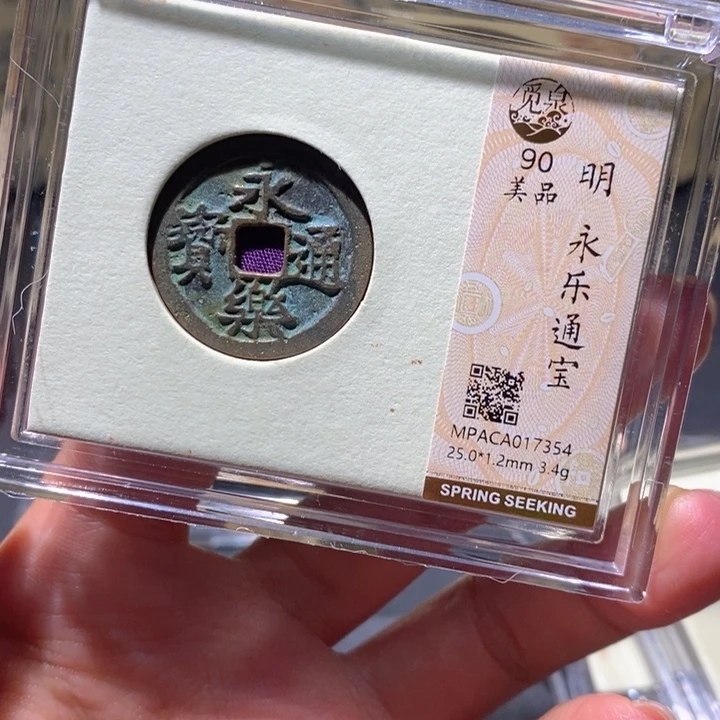 永樂通寶
觅泉
90
美品
明 永乐通宝
MPACA017354
25.0*1.2mm 3.4g
SPRING SEEKING